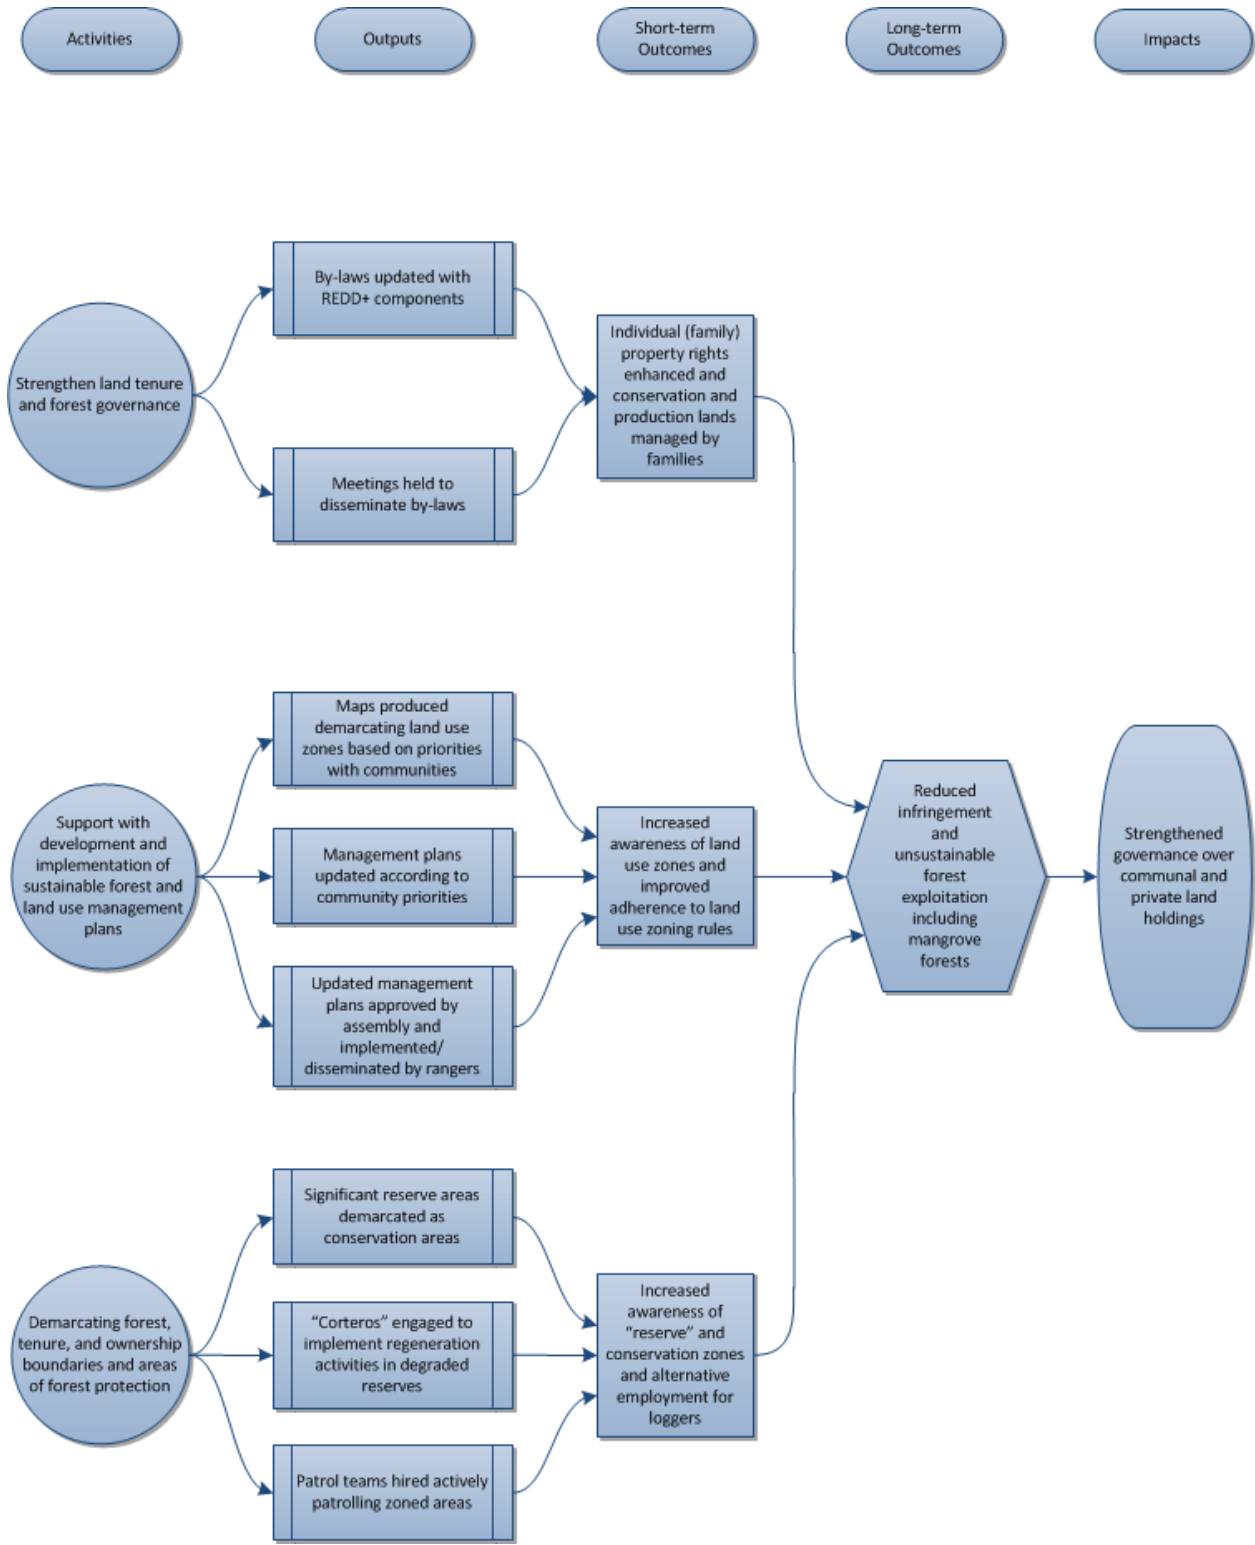 Activities
Outputs
Short-term
Outcomes
Long-term
Outcomes
Impacts
Strengthen land tenure
and forest governance
By-laws updated with
REDD+ components
Meetings held to
disseminate by-laws
Individual (family)
property rights
enhanced and
conservation and
production lands
managed by
families
Support with
development and
implementation of
sustainable forest and
land use management
plans
Maps produced
demarcating land use
zones based on priorities
with communities
Management plans
updated according to
community priorities
Updated management
plans approved by
assembly and
implemented/
disseminated by rangers
Increased
awareness of land
use zones and
improved
adherence to land
use zoning rules
Reduced
infringement
and
unsustainable
forest
exploitation
including
mangrove
forests
Strengthened
governance over
communal and
private land
holdings
Demarcating forest,
tenure, and ownership
boundaries and areas
of forest protection
Significant reserve areas
demarcated as
conservation areas
“Corteros” engaged to
implement regeneration
activities in degraded
reserves
Patrol teams hired actively
patrolling zoned areas
Increased
awareness of
“reserve” and
conservation zones
and alternative
employment for
loggers